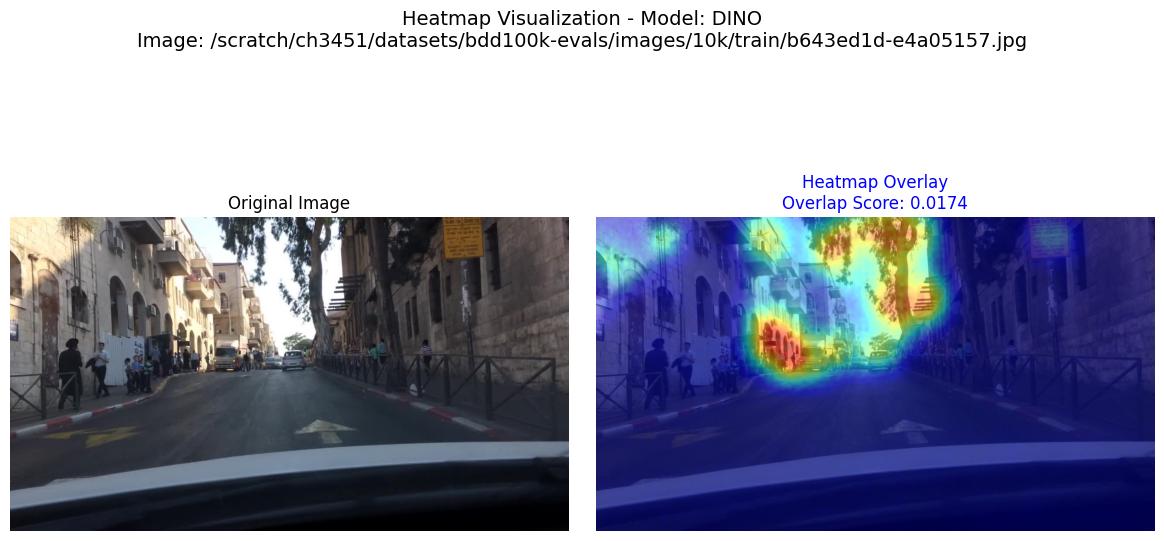 Heatmap Visualization - Model: DINO
Image: /scratch/ch3451/datasets/bdd100k-evals/images/10k/train/b643ed1d-e4a05157.jpg
Original Image
Heatmap Overlay
Overlap Score: 0.0174